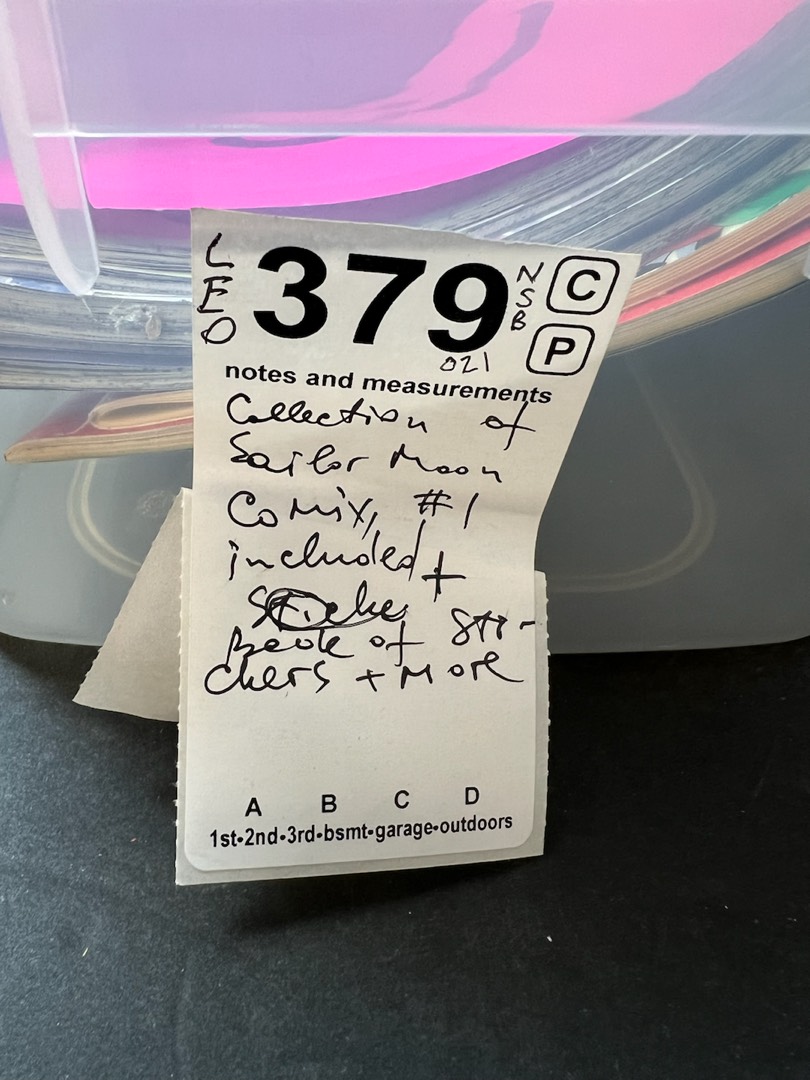 LEO 379 NSB C
021 P
notes and measurements
Collection of
Sailor Moon
Comix, #1
included +
Book of Sti-
ckers + More
A B C D
1st•2nd•3rd•bsmt•garage•outdoors